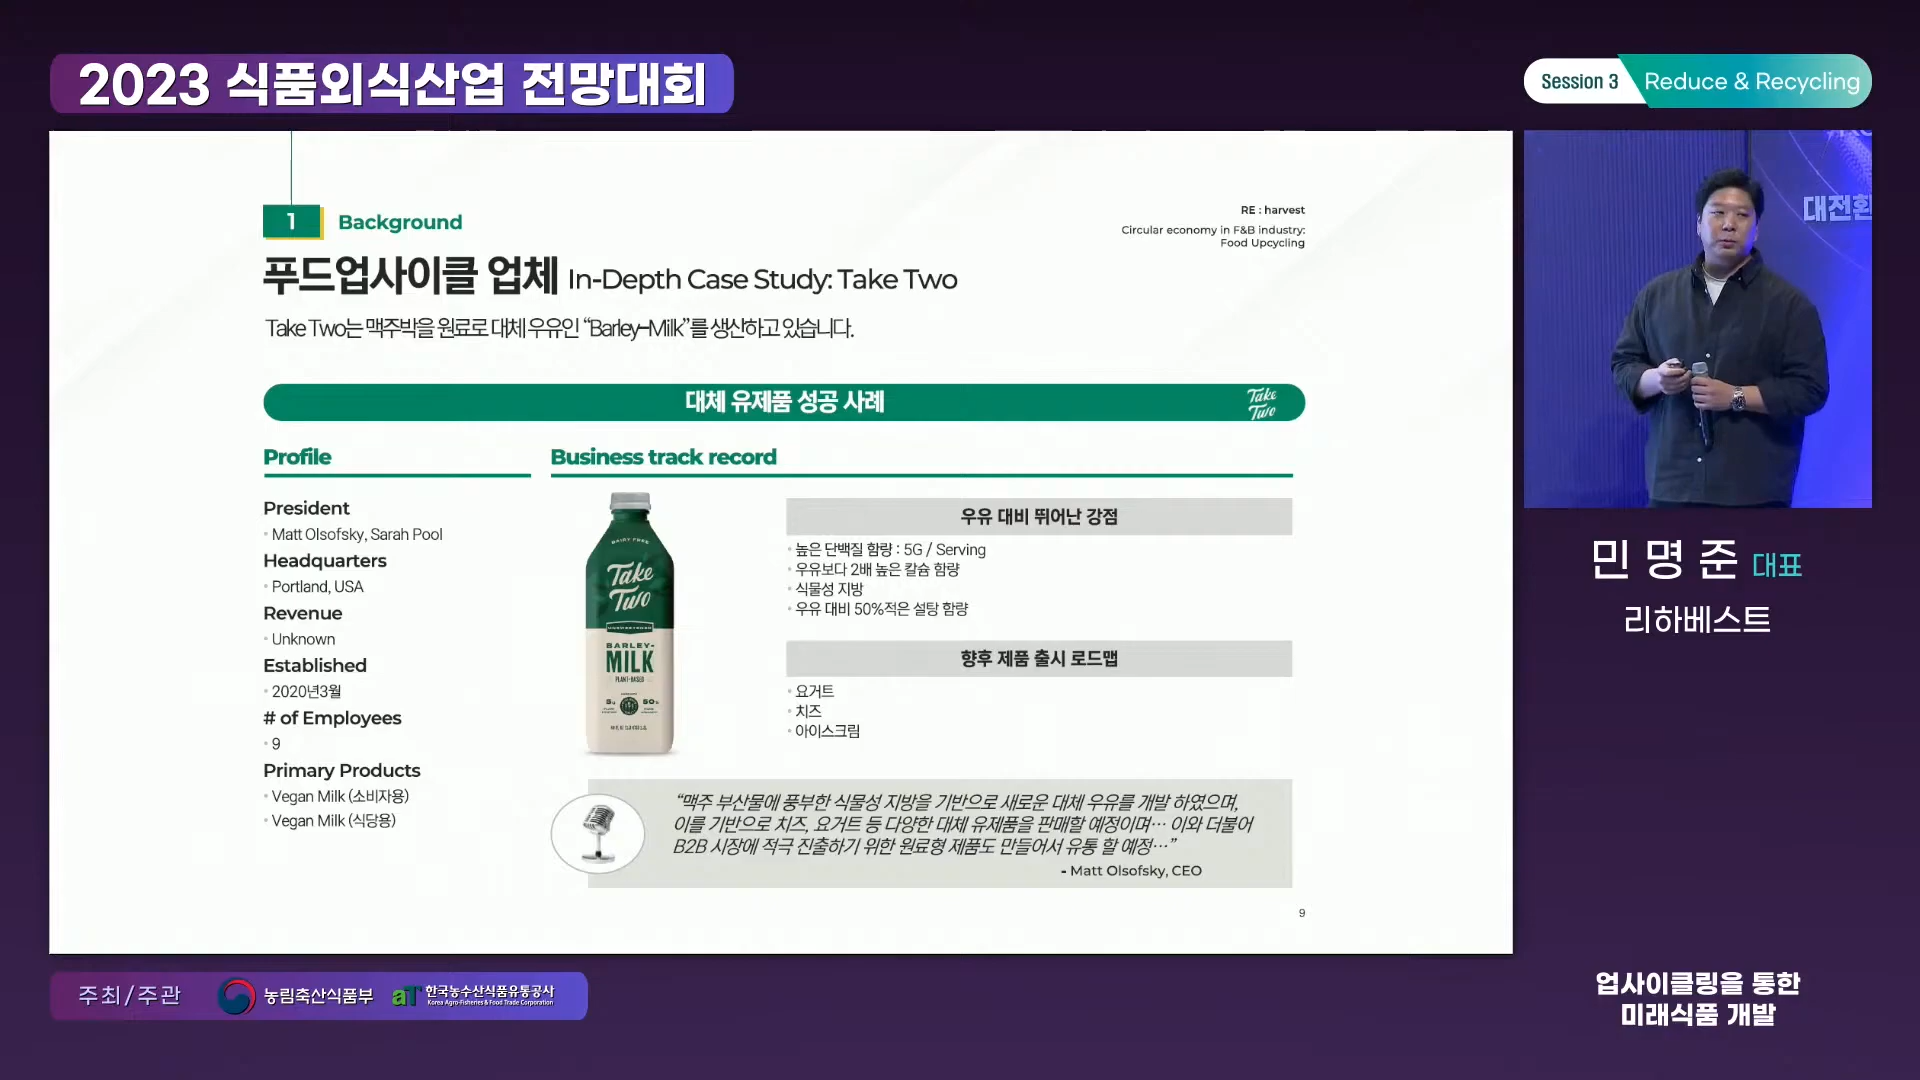 2023 식품외식산업 전망대회
Session 3 Reduce & Recycling
1 Background
RE : harvest
Circular economy in F&B industry:
Food Upcycling
푸드업사이클 업체 In-Depth Case Study: Take Two
Take Two는 맥주박을 원료로 대체 우유인 “Barley-Milk”를 생산하고 있습니다.
대체 유제품 성공 사례
Take
Two
Profile
President
· Matt Olsofsky, Sarah Pool
Headquarters
· Portland, USA
Revenue
· Unknown
Established
· 2020년3월
# of Employees
· 9
Primary Products
· Vegan Milk (소비자용)
· Vegan Milk (식당용)
Business track record
DAIRY FREE
Take
Two
BARLEY-
MILK
PLANT-BASED
5g
50%
우유 대비 뛰어난 강점
· 높은 단백질 함량 : 5G / Serving
· 우유보다 2배 높은 칼슘 함량
· 식물성 지방
· 우유 대비 50%적은 설탕 함량
향후 제품 출시 로드맵
· 요거트
· 치즈
· 아이스크림
“맥주 부산물에 풍부한 식물성 지방을 기반으로 새로운 대체 우유를 개발 하였으며,
이를 기반으로 치즈, 요거트 등 다양한 대체 유제품을 판매할 예정이며… 이와 더불어
B2B 시장에 적극 진출하기 위한 원료형 제품도 만들어서 유통 할 예정…”
- Matt Olsofsky, CEO
9
대전환
민명준 대표
리하베스트
업사이클링을 통한
미래식품 개발
주최/주관
농림축산식품부
aT 한국농수산식품유통공사
Korea Agro-Fisheries & Food Trade Corporation